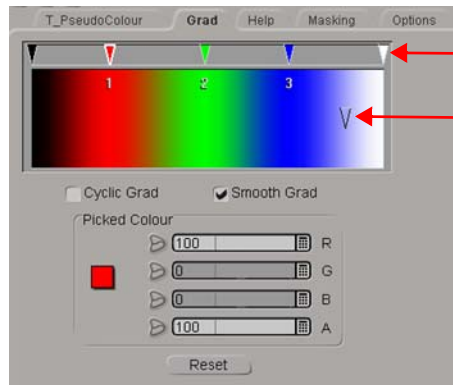 T_PseudoColour Grad Help Masking Options
1 2 3
Cyclic Grad Smooth Grad
Picked Colour
100 R
0 G
0 B
100 A
Reset